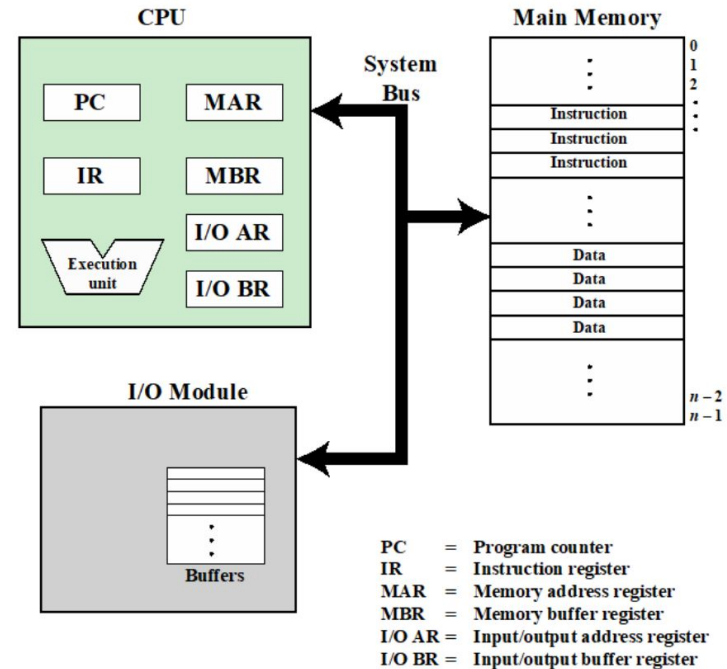 CPU
PC
MAR
IR
MBR
I/O AR
Execution
unit
I/O BR
System
Bus
Main Memory
0
1
2
Instruction
Instruction
Instruction
Data
Data
Data
Data
n – 2
n – 1
I/O Module
Buffers
PC = Program counter
IR = Instruction register
MAR = Memory address register
MBR = Memory buffer register
I/O AR = Input/output address register
I/O BR = Input/output buffer register